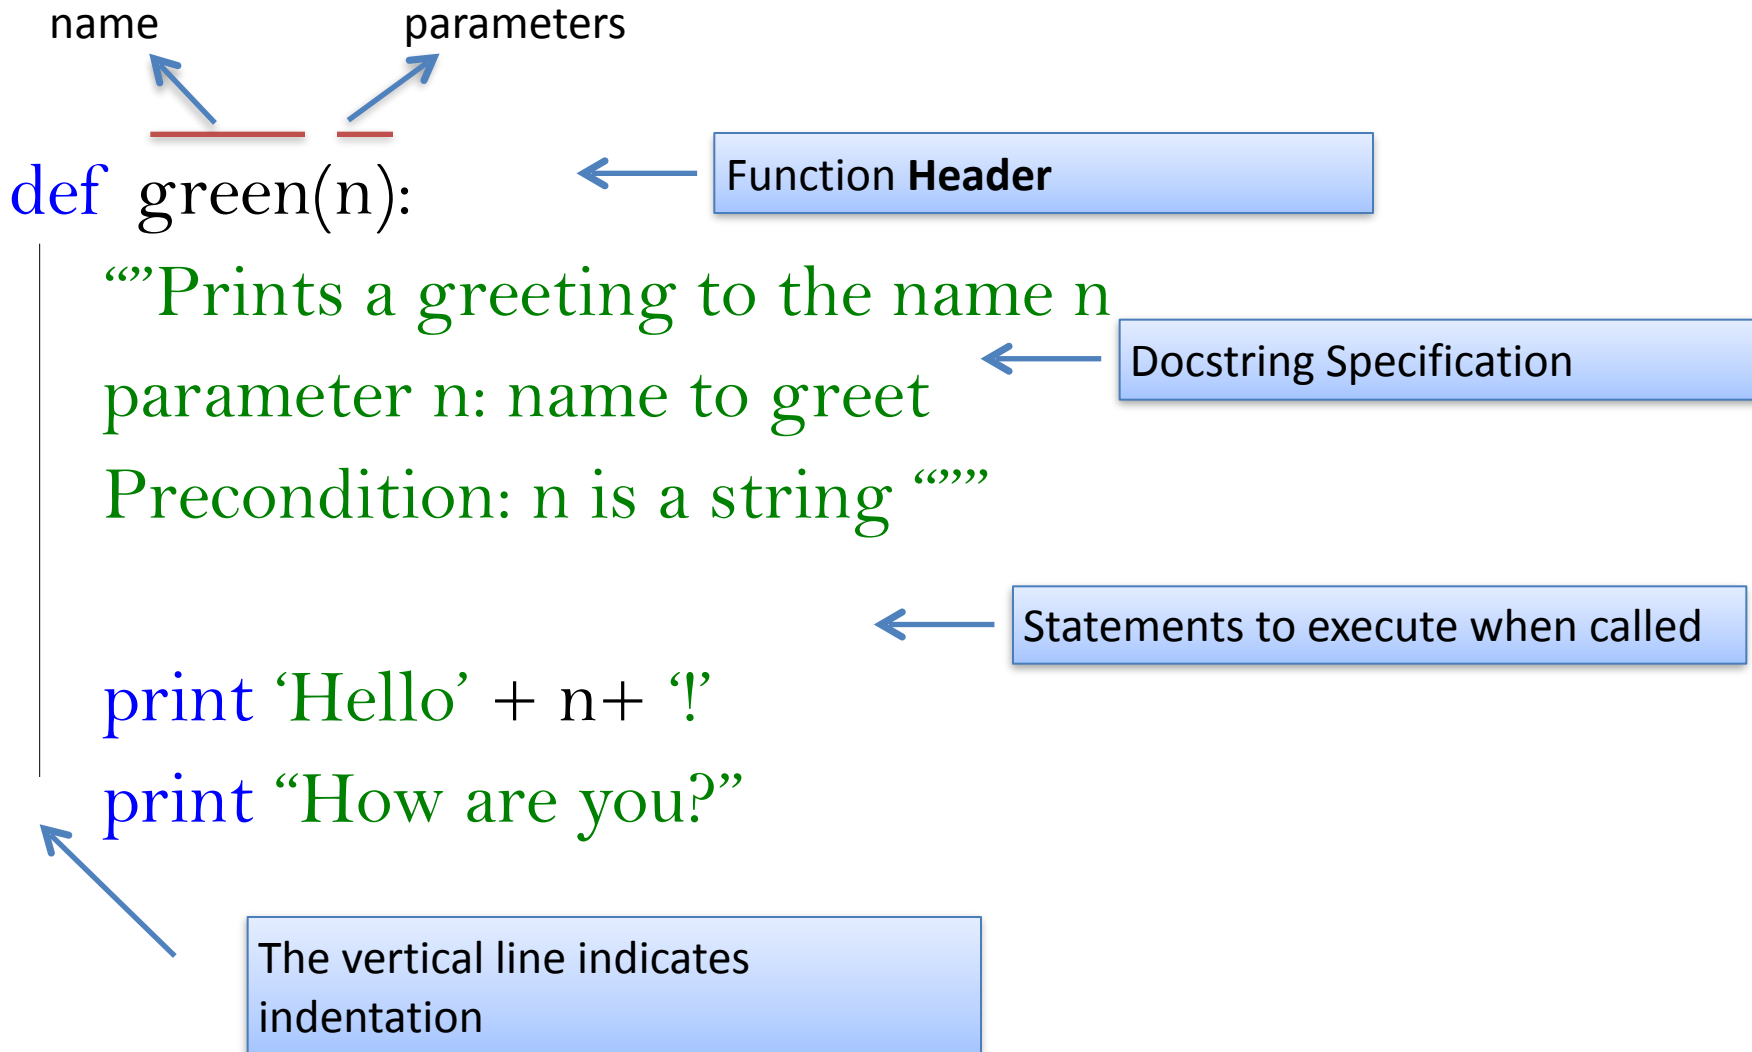 name parameters
def green(n):
Function Header
“”Prints a greeting to the name n
Docstring Specification
parameter n: name to greet
Precondition: n is a string “””
Statements to execute when called
print ‘Hello’ + n+ ‘!’
print “How are you?”
The vertical line indicates
indentation